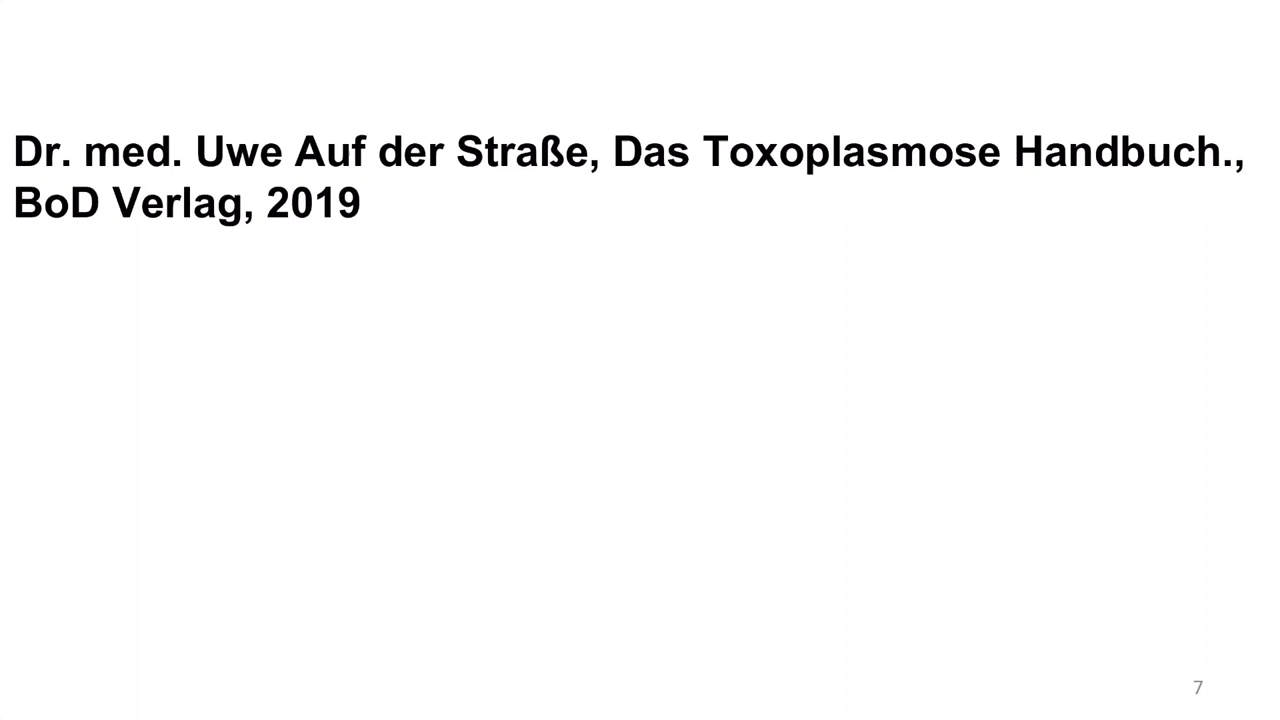 Dr. med. Uwe Auf der Straße, Das Toxoplasmose Handbuch.,
BoD Verlag, 2019
7